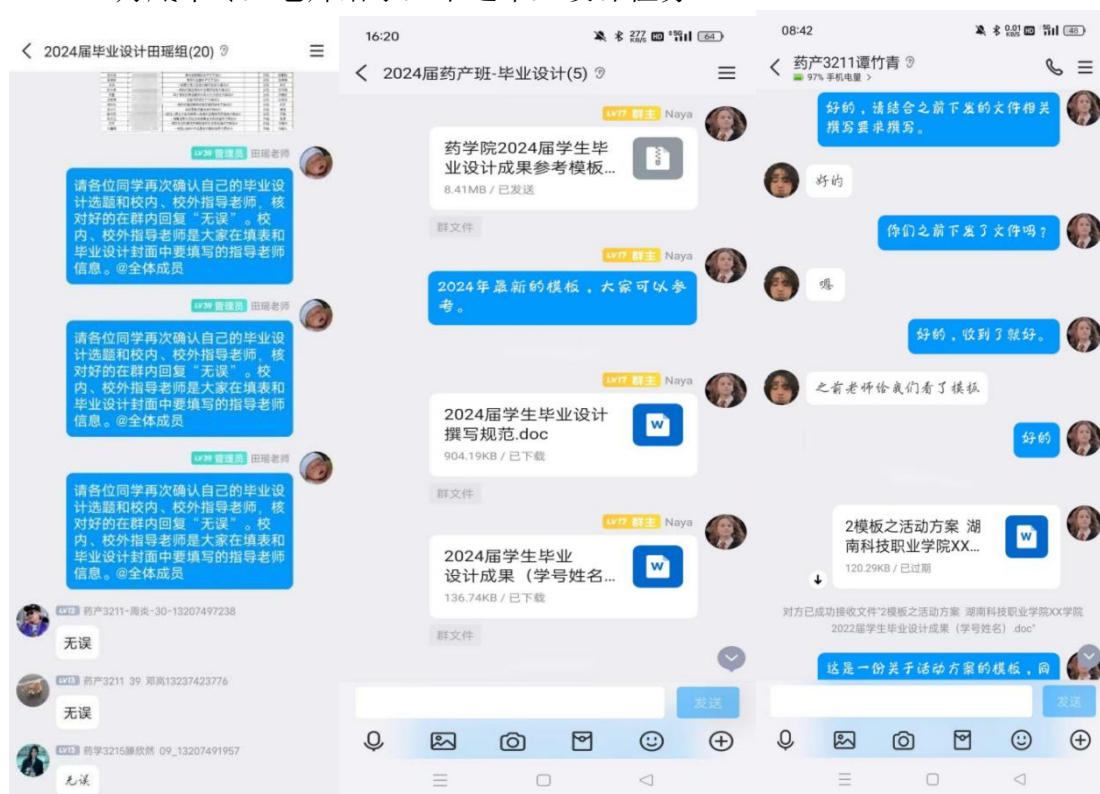 2024届毕业设计田瑶组(20)
LV39 管理员 田瑶老师
请各位同学再次确认自己的毕业设
计选题和校内、校外指导老师，核
对好的在群内回复“无误”。校
内、校外指导老师是大家在填表和
毕业设计封面中要填写的指导老师
信息。@全体成员
LV39 管理员 田瑶老师
请各位同学再次确认自己的毕业设
计选题和校内、校外指导老师，核
对好的在群内回复“无误”。校
内、校外指导老师是大家在填表和
毕业设计封面中要填写的指导老师
信息。@全体成员
LV39 管理员 田瑶老师
请各位同学再次确认自己的毕业设
计选题和校内、校外指导老师，核
对好的在群内回复“无误”。校
内、校外指导老师是大家在填表和
毕业设计封面中要填写的指导老师
信息。@全体成员
药产3211-周炎-30-13207497238
无误
LV13 药产3211 39 邓岚13237423776
无误
LV13 药学3215滕欣然 09_13207491957
无误
16:20
277 KB/S HD 5G 64
2024届药产班-毕业设计(5)
LV17 群主 Naya
药学院2024届学生毕
业设计成果参考模板...
8.41MB / 已发送
群文件
LV17 群主 Naya
2024年最新的模板，大家可以参
考。
LV17 群主 Naya
2024届学生毕业设计
撰写规范.doc
904.19KB / 已下载
群文件
LV17 群主 Naya
2024届学生毕业
设计成果（学号姓名...
136.74KB / 已下载
群文件
发送
08:42
0.01 KB/S HD 5G 48
药产3211谭竹青
97% 手机电量 >
好的，请结合之前下发的文件相关
撰写要求撰写。
好的
你们之前下发了文件吗？
嗯
好的，收到了就好。
之前老师给我们看了模板
好的
2模板之活动方案 湖
南科技职业学院XX...
120.29KB / 已过期
对方已成功接收文件"2模板之活动方案 湖南科技职业学院XX学院
2022届学生毕业设计成果（学号姓名）.doc"
这是一份关于活动方案的模板，
发送